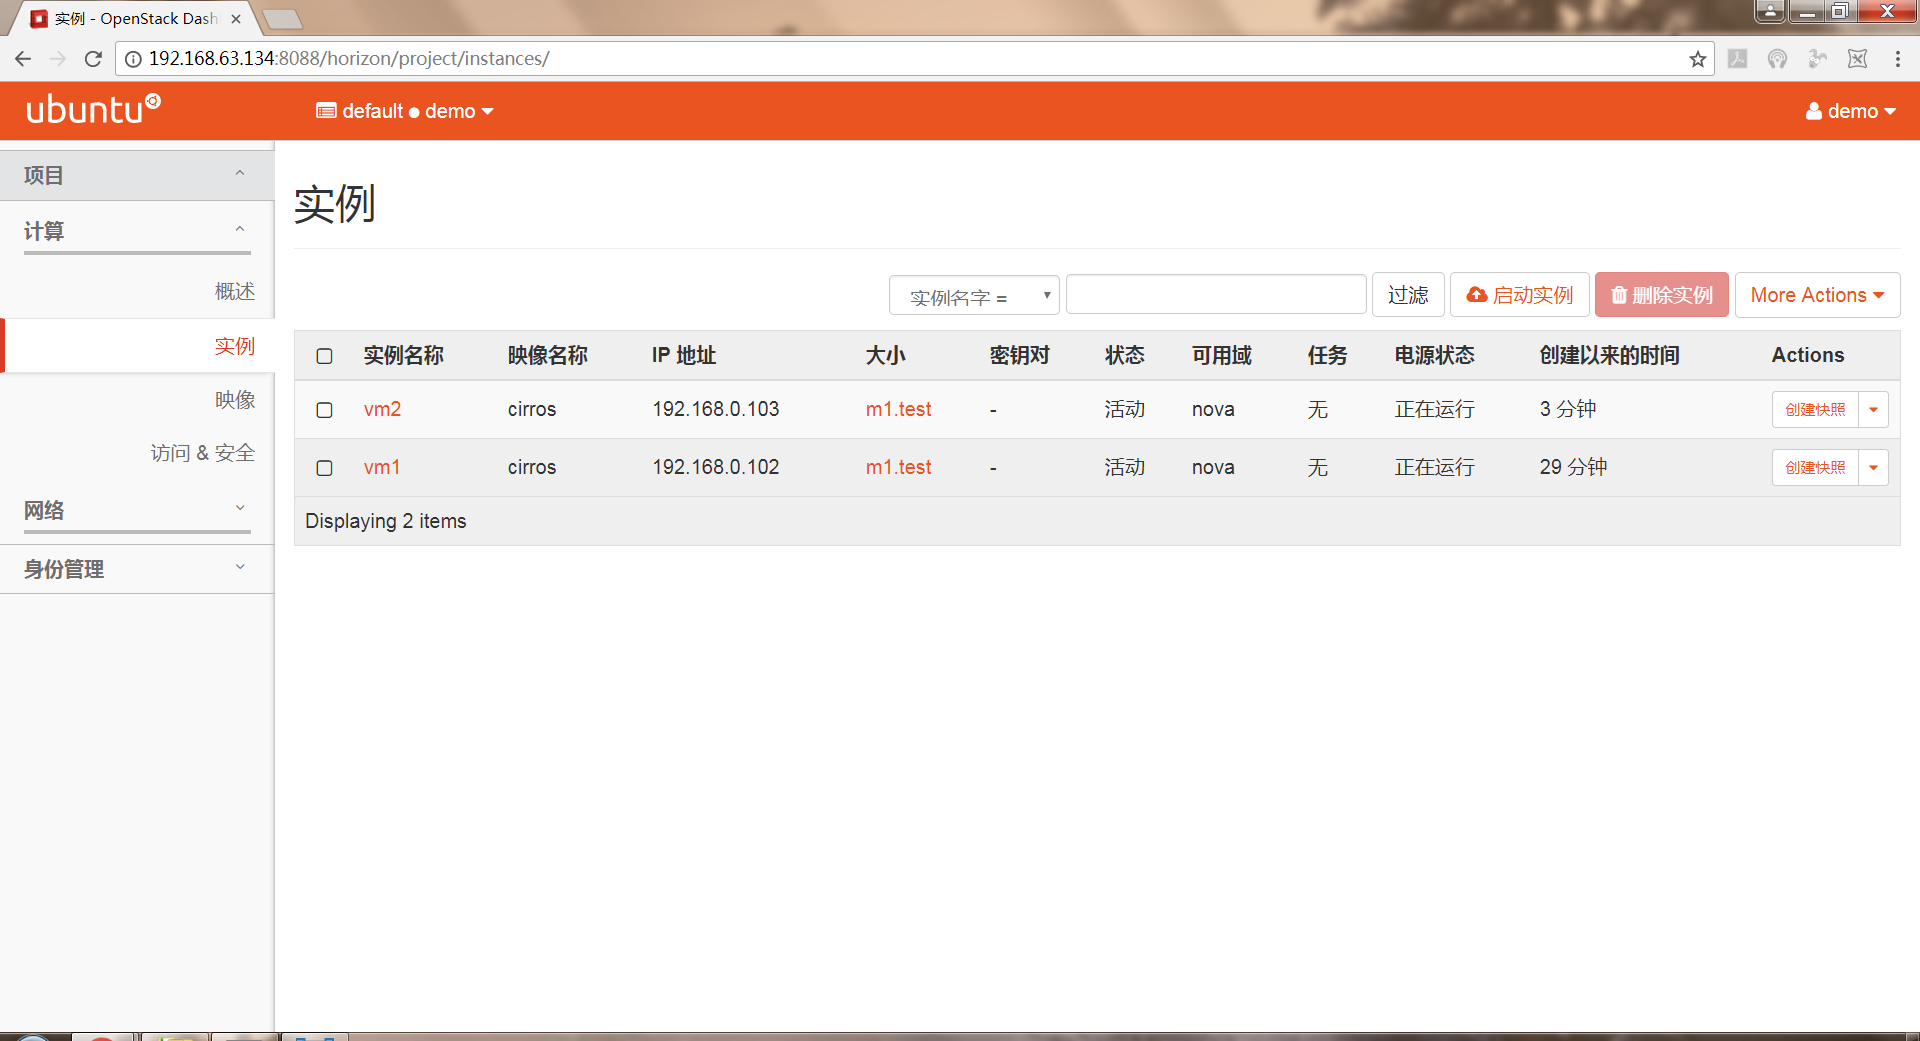 实例 - OpenStack Dash
192.168.63.134:8088/horizon/project/instances/
ubuntu
default ● demo
demo
项目
计算
概述
实例
映像
访问 & 安全
网络
身份管理
实例
实例名字 =
过滤
启动实例
删除实例
More Actions
实例名称 映像名称 IP 地址 大小 密钥对 状态 可用域 任务 电源状态 创建以来的时间 Actions
vm2 cirros 192.168.0.103 m1.test - 活动 nova 无 正在运行 3 分钟 创建快照
vm1 cirros 192.168.0.102 m1.test - 活动 nova 无 正在运行 29 分钟 创建快照
Displaying 2 items